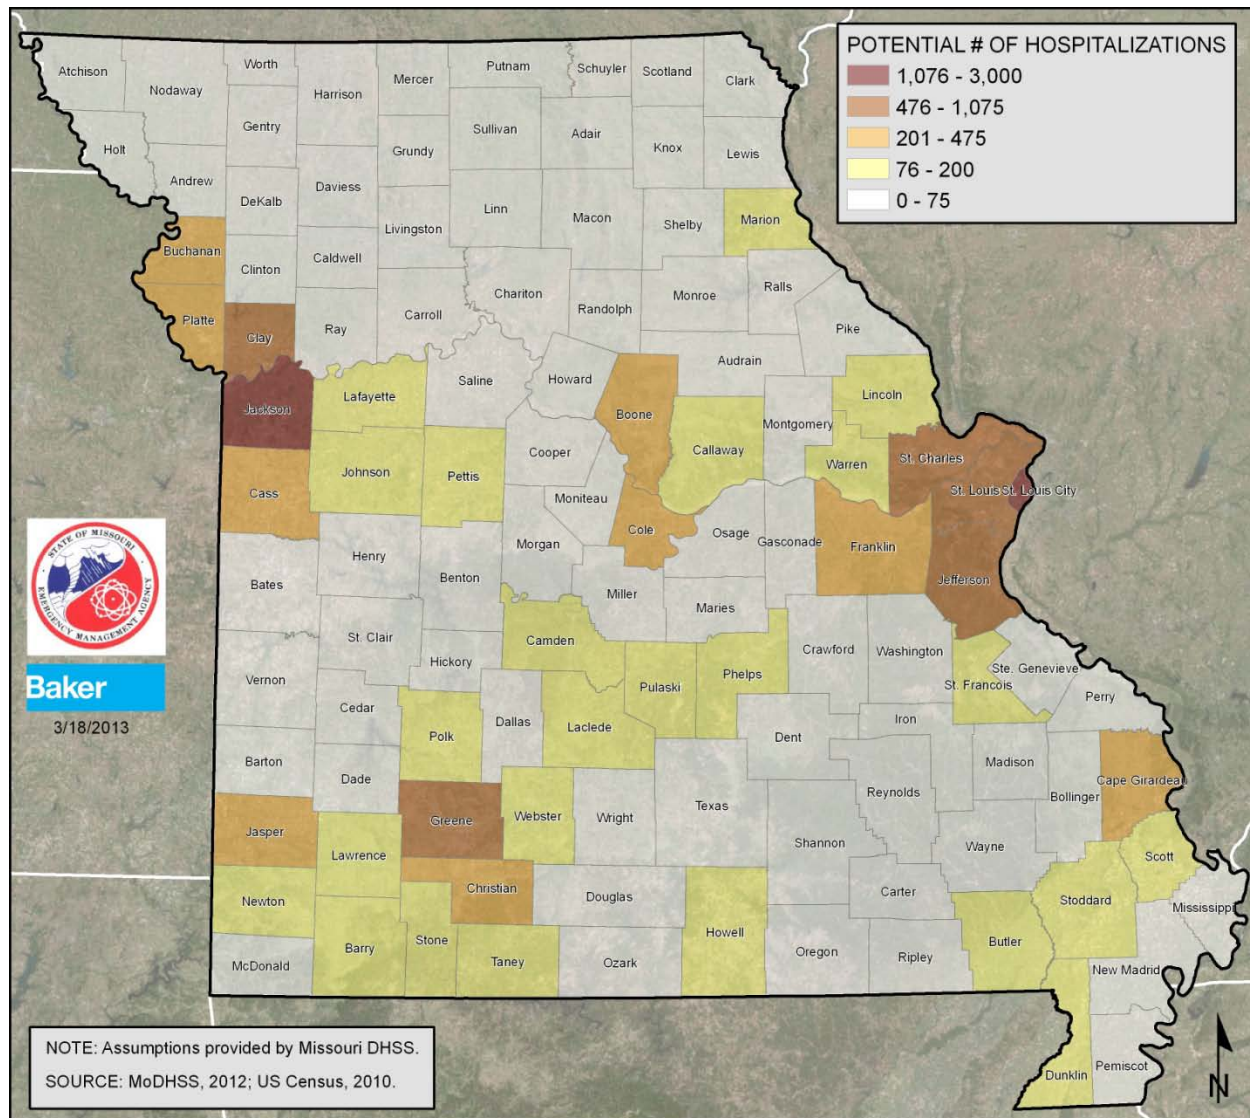 POTENTIAL # OF HOSPITALIZATIONS
1,076 - 3,000
476 - 1,075
201 - 475
76 - 200
0 - 75
Atchison
Nodaway
Worth
Harrison
Mercer
Putnam
Schuyler
Scotland
Clark
Holt
Gentry
Sullivan
Adair
Knox
Lewis
Grundy
Andrew
DeKalb
Daviess
Livingston
Linn
Macon
Shelby
Marion
Buchanan
Clinton
Caldwell
Chariton
Randolph
Monroe
Ralls
Platte
Clay
Ray
Carroll
Pike
Audrain
Jackson
Lafayette
Saline
Howard
Boone
Callaway
Montgomery
Lincoln
Cass
Johnson
Pettis
Cooper
Moniteau
Cole
Osage
Gasconade
Warren
St. Charles
St. Louis
St. Louis City
Franklin
Jefferson
Bates
Henry
Benton
Morgan
Miller
Maries
St. Clair
Hickory
Camden
Pulaski
Phelps
Crawford
Washington
Ste. Genevieve
St. Francois
Perry
Vernon
Cedar
Polk
Dallas
Laclede
Dent
Iron
Madison
Bollinger
Cape Girardeau
Barton
Dade
Greene
Webster
Wright
Texas
Reynolds
Shannon
Wayne
Jasper
Lawrence
Christian
Douglas
Howell
Carter
Butler
Stoddard
Scott
Mississippi
Newton
Barry
Stone
Taney
Ozark
Oregon
Ripley
New Madrid
McDonald
Dunklin
Pemiscot
STATE OF MISSOURI
EMERGENCY MANAGEMENT AGENCY
Baker
3/18/2013
NOTE: Assumptions provided by Missouri DHSS.
SOURCE: MoDHSS, 2012; US Census, 2010.
N